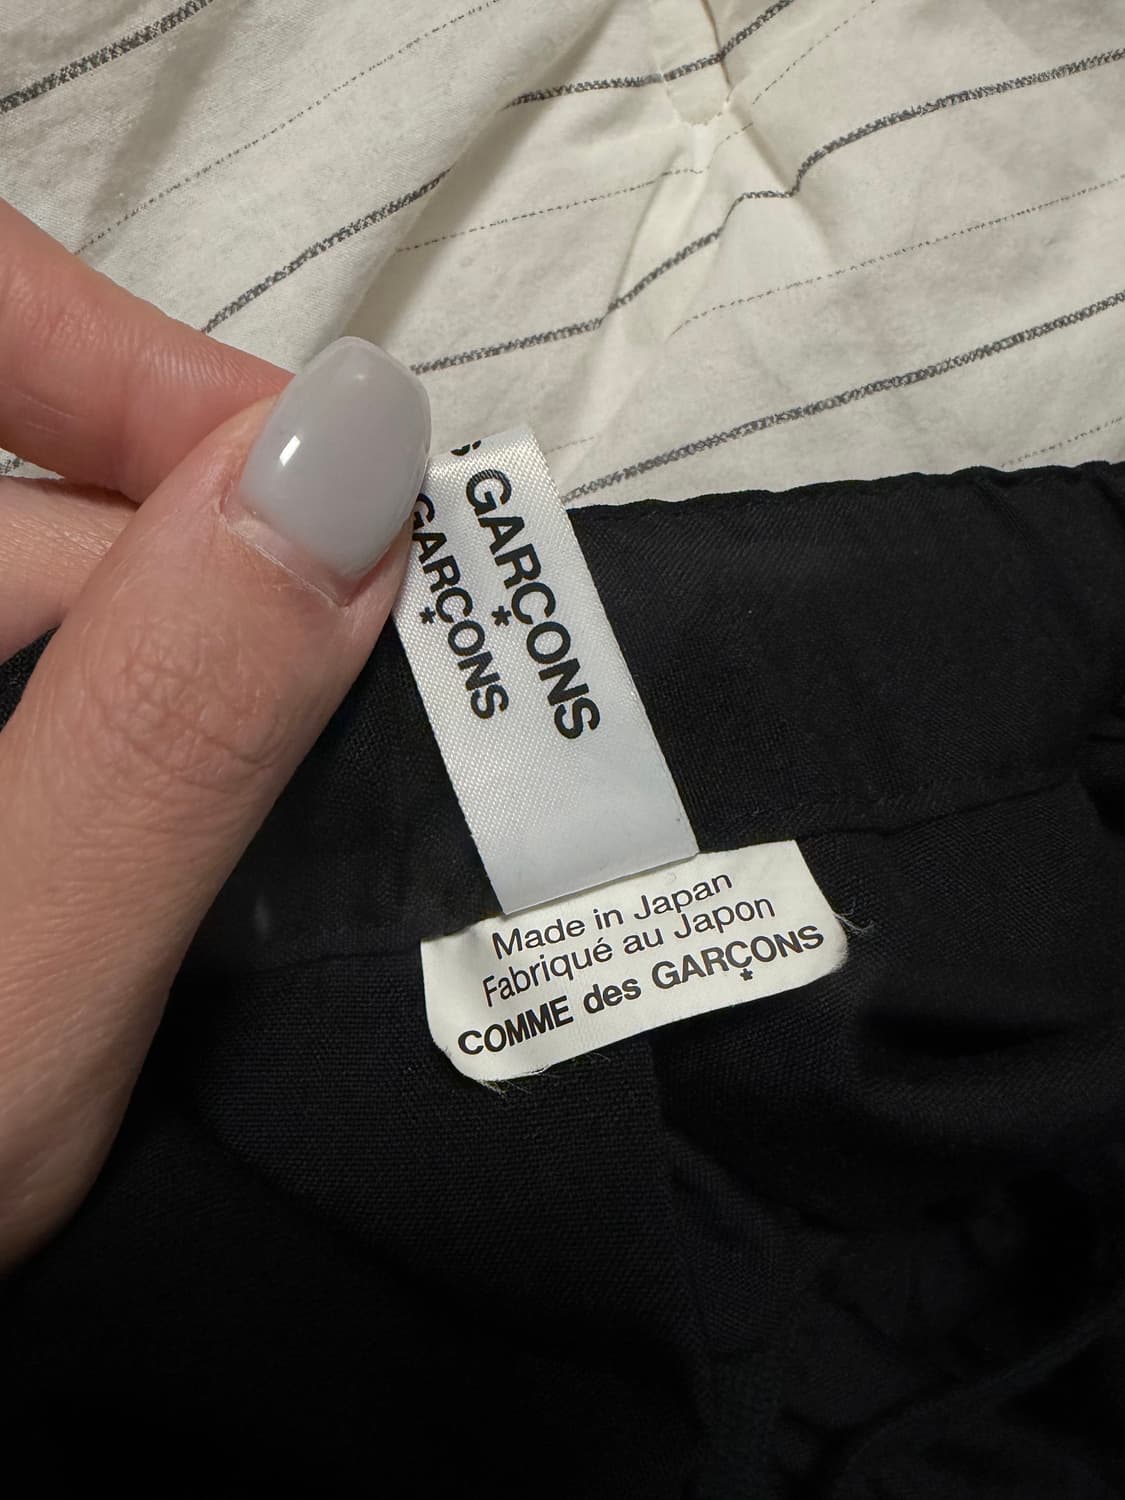 GARÇONS
GARÇONS
Made in Japan
Fabriqué au Japon
COMME des GARÇONS